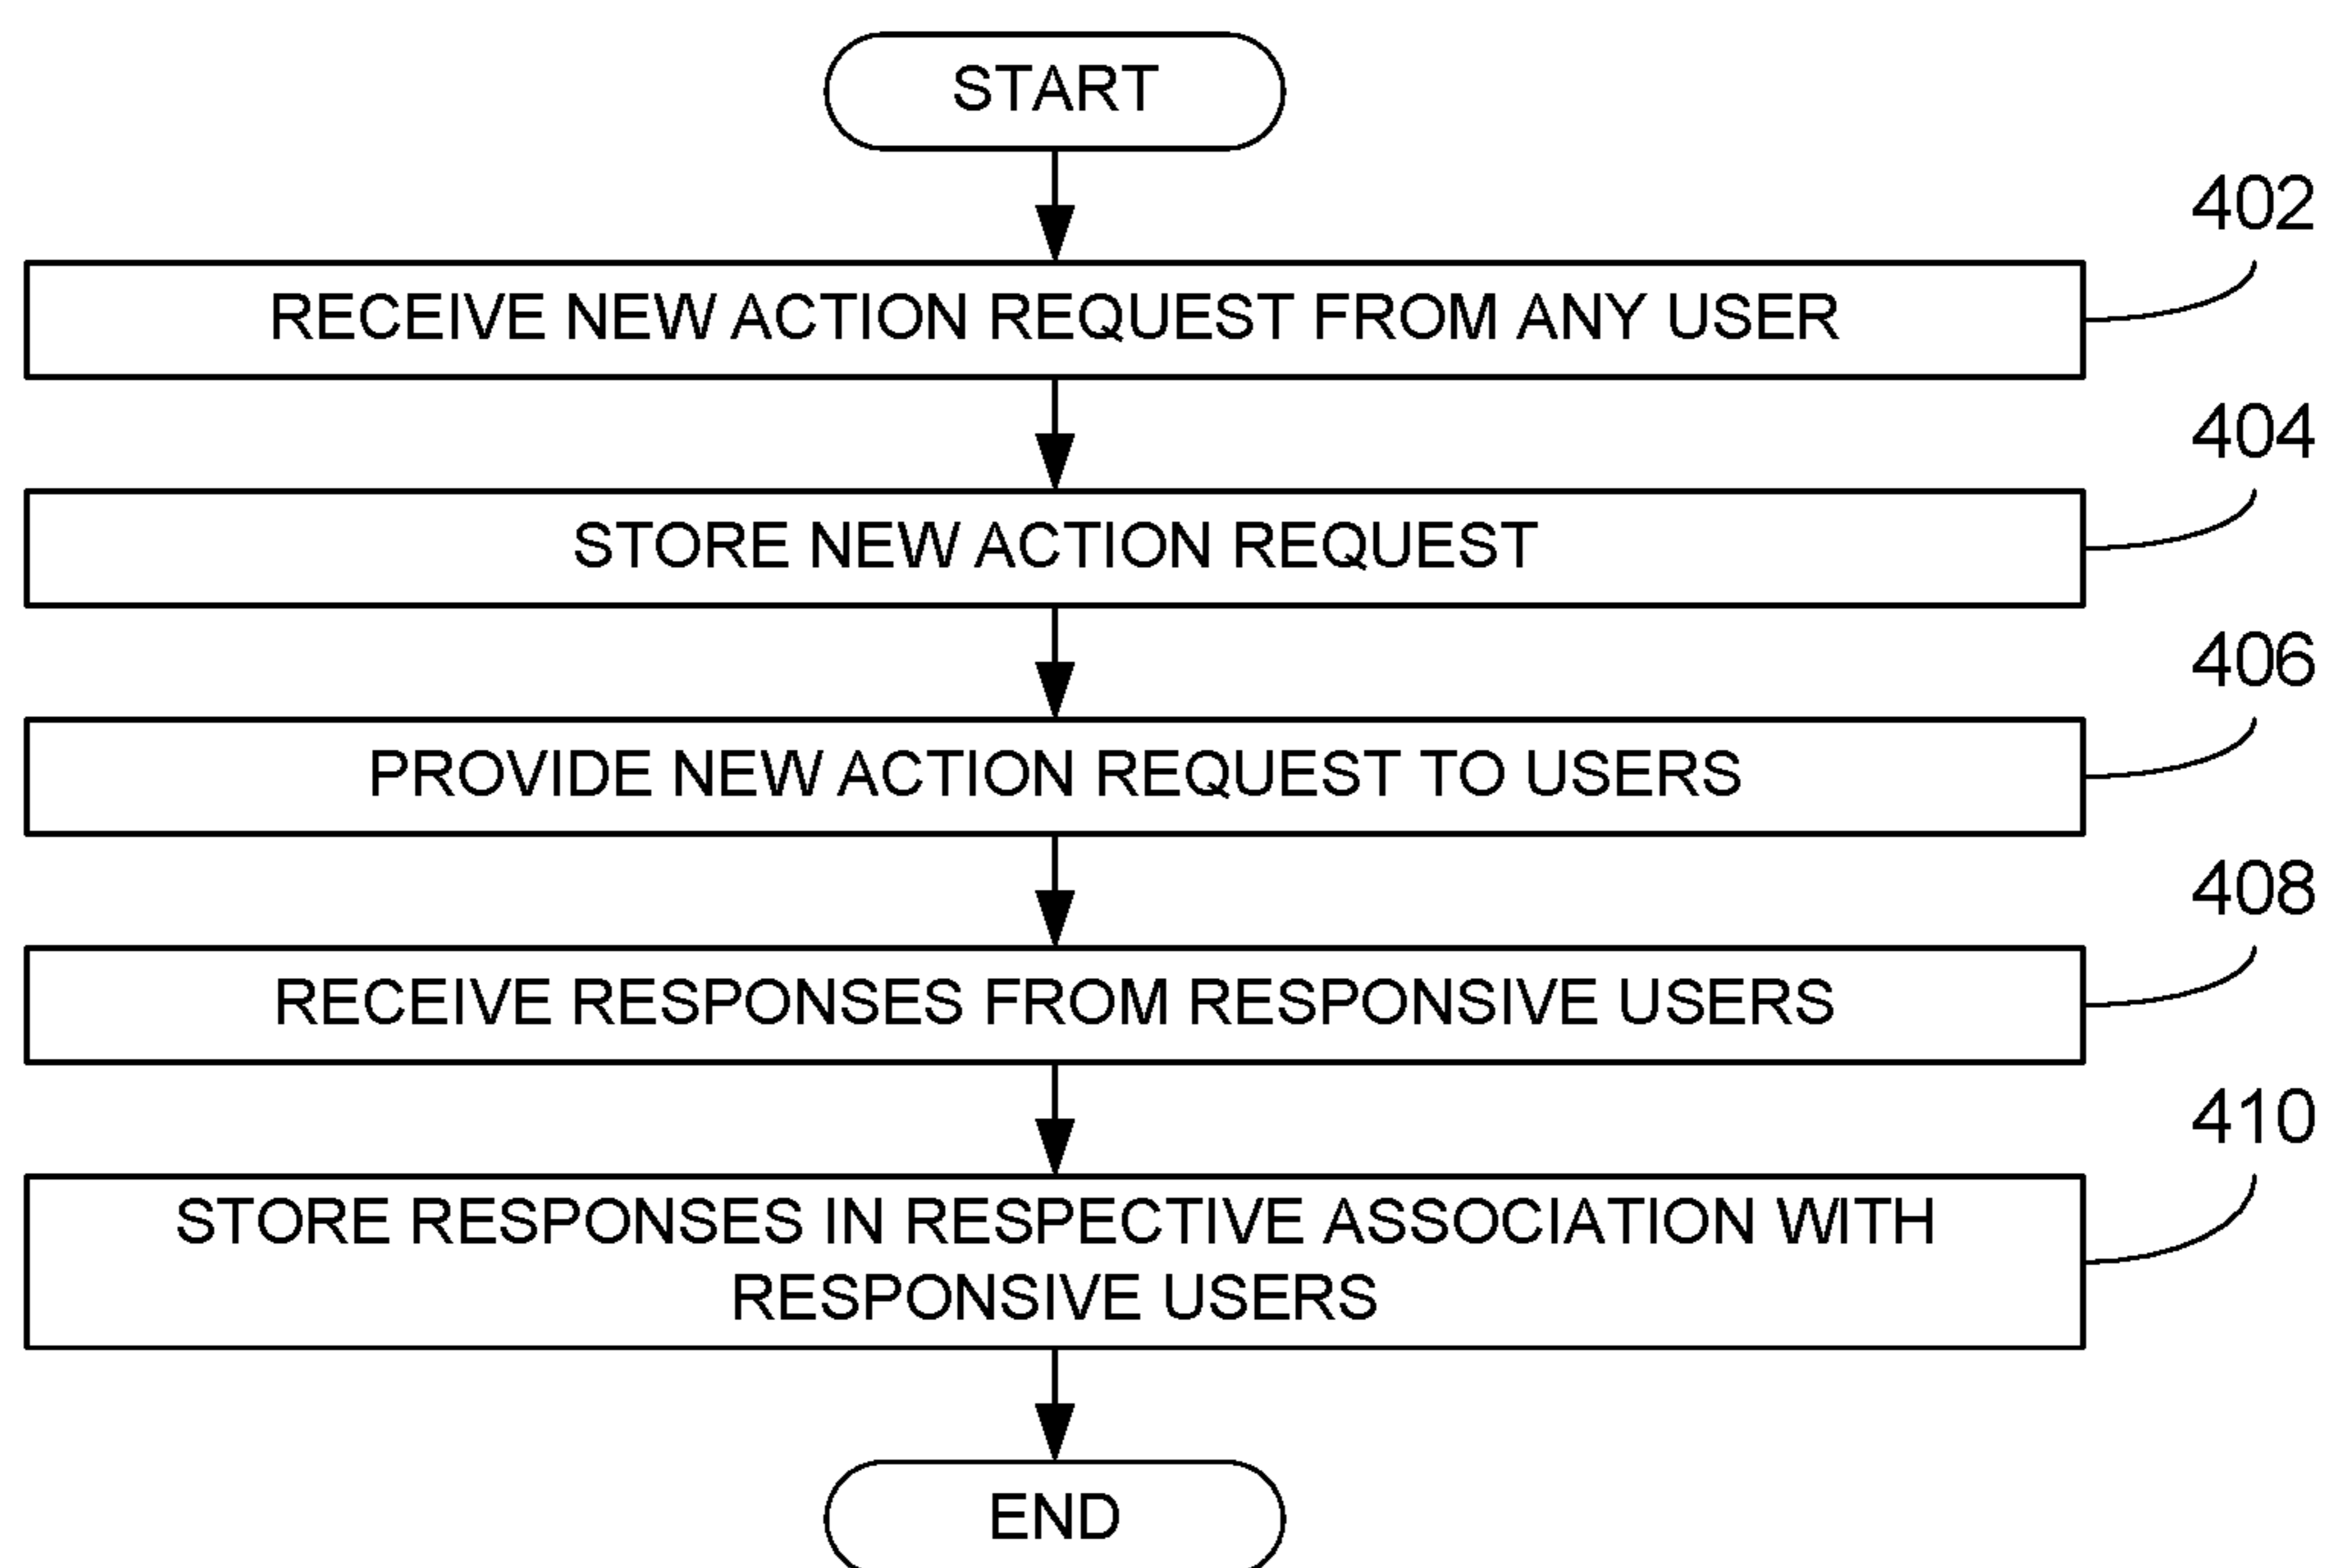 START
402
RECEIVE NEW ACTION REQUEST FROM ANY USER
404
STORE NEW ACTION REQUEST
406
PROVIDE NEW ACTION REQUEST TO USERS
408
RECEIVE RESPONSES FROM RESPONSIVE USERS
410
STORE RESPONSES IN RESPECTIVE ASSOCIATION WITH
RESPONSIVE USERS
END